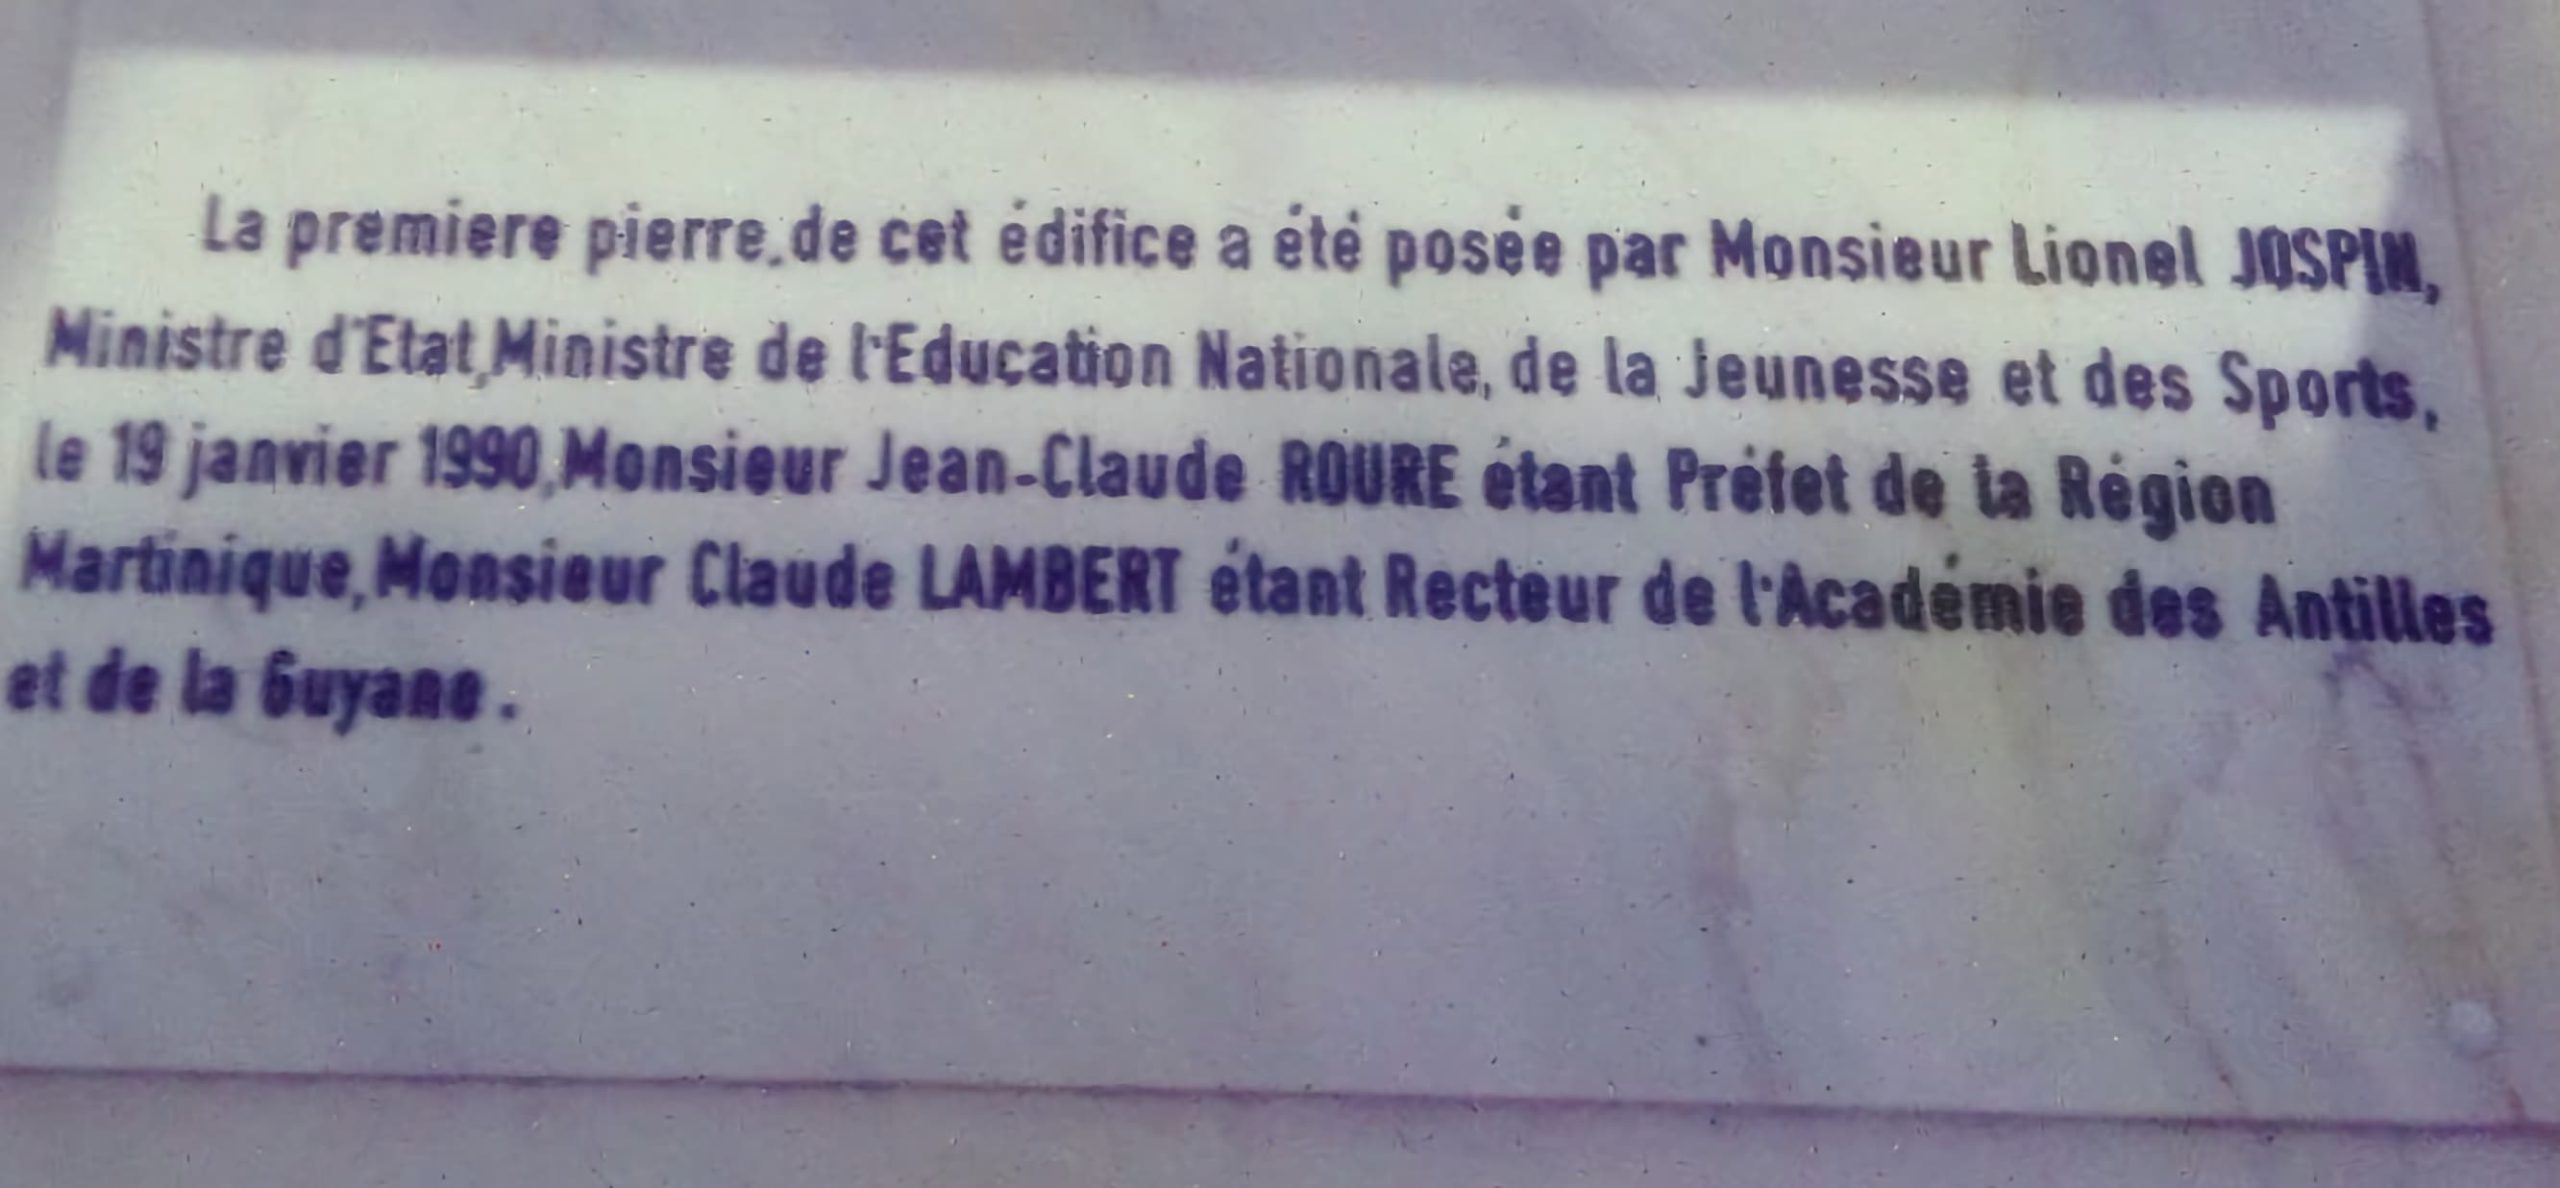 La premiere pierre de cet édifice a été posée par Monsieur Lionel JOSPIN,
Ministre d'Etat, Ministre de l'Education Nationale, de la Jeunesse et des Sports,
le 19 janvier 1990, Monsieur Jean-Claude ROURE étant Préfet de la Région
Martinique, Monsieur Claude LAMBERT étant Recteur de l'Académie des Antilles
et de la Guyane.